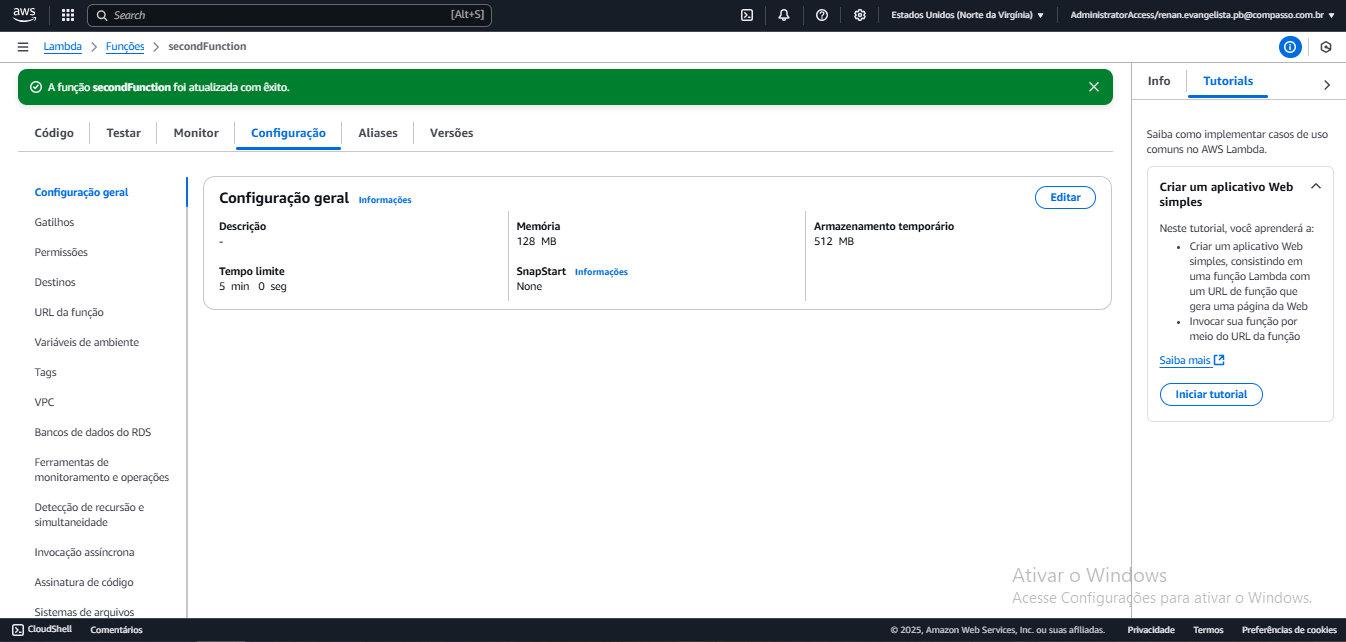 aws
Search
[Alt+S]
Estados Unidos (Norte da Virgínia)
AdministratorAccess/renan.evangelista.pb@compasso.com.br
Lambda
Funções
secondFunction
A função secondFunction foi atualizada com êxito.
Código
Testar
Monitor
Configuração
Aliases
Versões
Configuração geral
Gatilhos
Permissões
Destinos
URL da função
Variáveis de ambiente
Tags
VPC
Bancos de dados do RDS
Ferramentas de
monitoramento e operações
Detecção de recursão e
simultaneidade
Invocação assíncrona
Assinatura de código
Sistemas de arquivos
Configuração geral Informações
Editar
Descrição
-
Tempo limite
5 min 0 seg
Memória
128 MB
SnapStart Informações
None
Armazenamento temporário
512 MB
Info
Tutorials
Saiba como implementar casos de uso
comuns no AWS Lambda.
Criar um aplicativo Web
simples
Neste tutorial, você aprenderá a:
• Criar um aplicativo Web
simples, consistindo em
uma função Lambda com
um URL de função que
gera uma página da Web
• Invocar sua função por
meio do URL da função
Saiba mais
Iniciar tutorial
Ativar o Windows
Acesse Configurações para ativar o Windows.
CloudShell
Comentários
© 2025, Amazon Web Services, Inc. ou suas afiliadas.
Privacidade
Termos
Preferências de cookies